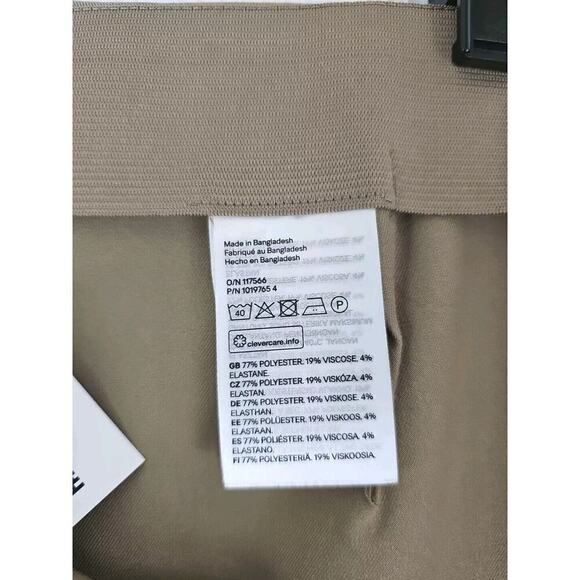 Made in Bangladesh
Fabriqué au Bangladesh
Hecho en Bangladesh
O/N 117566
P/N 1019765 4
40
P
clevercare.info
GB 77% POLYESTER. 19% VISCOSE. 4%
ELASTANE.
CZ 77% POLYESTER. 19% VISKÓZA. 4%
ELASTAN.
DE 77% POLYESTER. 19% VISKOSE. 4%
ELASTHAN.
EE 77% POLÜESTER. 19% VISKOOS. 4%
ELASTAAN.
ES 77% POLIÉSTER. 19% VISCOSA. 4%
ELASTANO.
FI 77% POLYESTERIÄ. 19% VISKOOSIA.